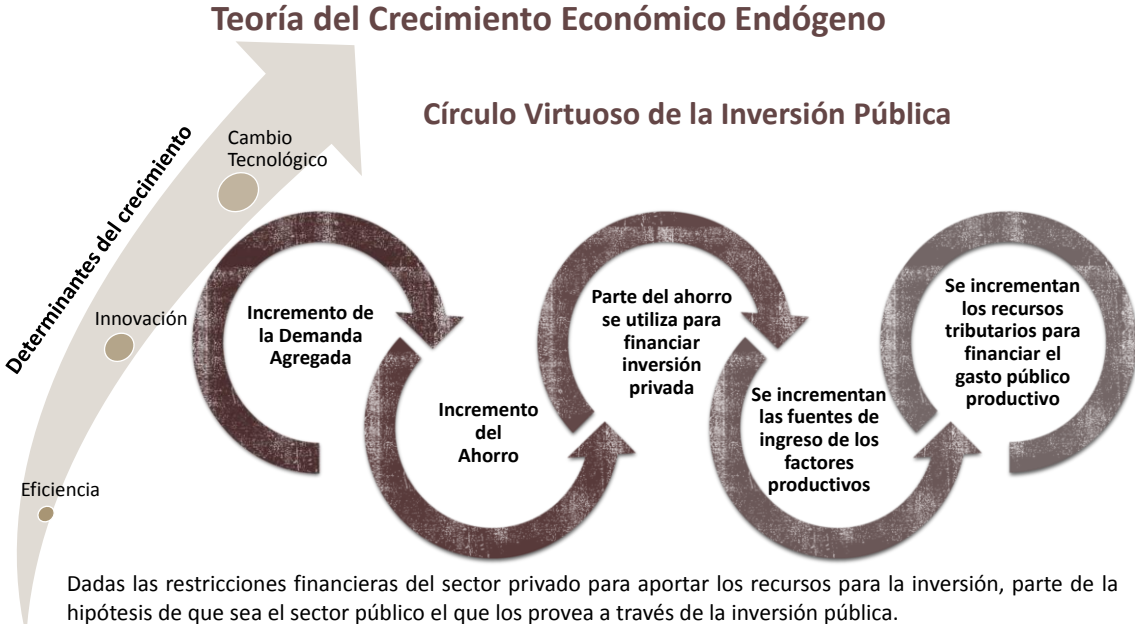 Teoría del Crecimiento Económico Endógeno
Círculo Virtuoso de la Inversión Pública
Determinantes del crecimiento
Cambio
Tecnológico
Innovación
Eficiencia
Incremento de
la Demanda
Agregada
Incremento
del
Ahorro
Parte del ahorro
se utiliza para
financiar
inversión
privada
Se incrementan
las fuentes de
ingreso de los
factores
productivos
Se incrementan
los recursos
tributarios para
financiar el
gasto público
productivo
Dadas las restricciones financieras del sector privado para aportar los recursos para la inversión, parte de la
hipótesis de que sea el sector público el que los provea a través de la inversión pública.